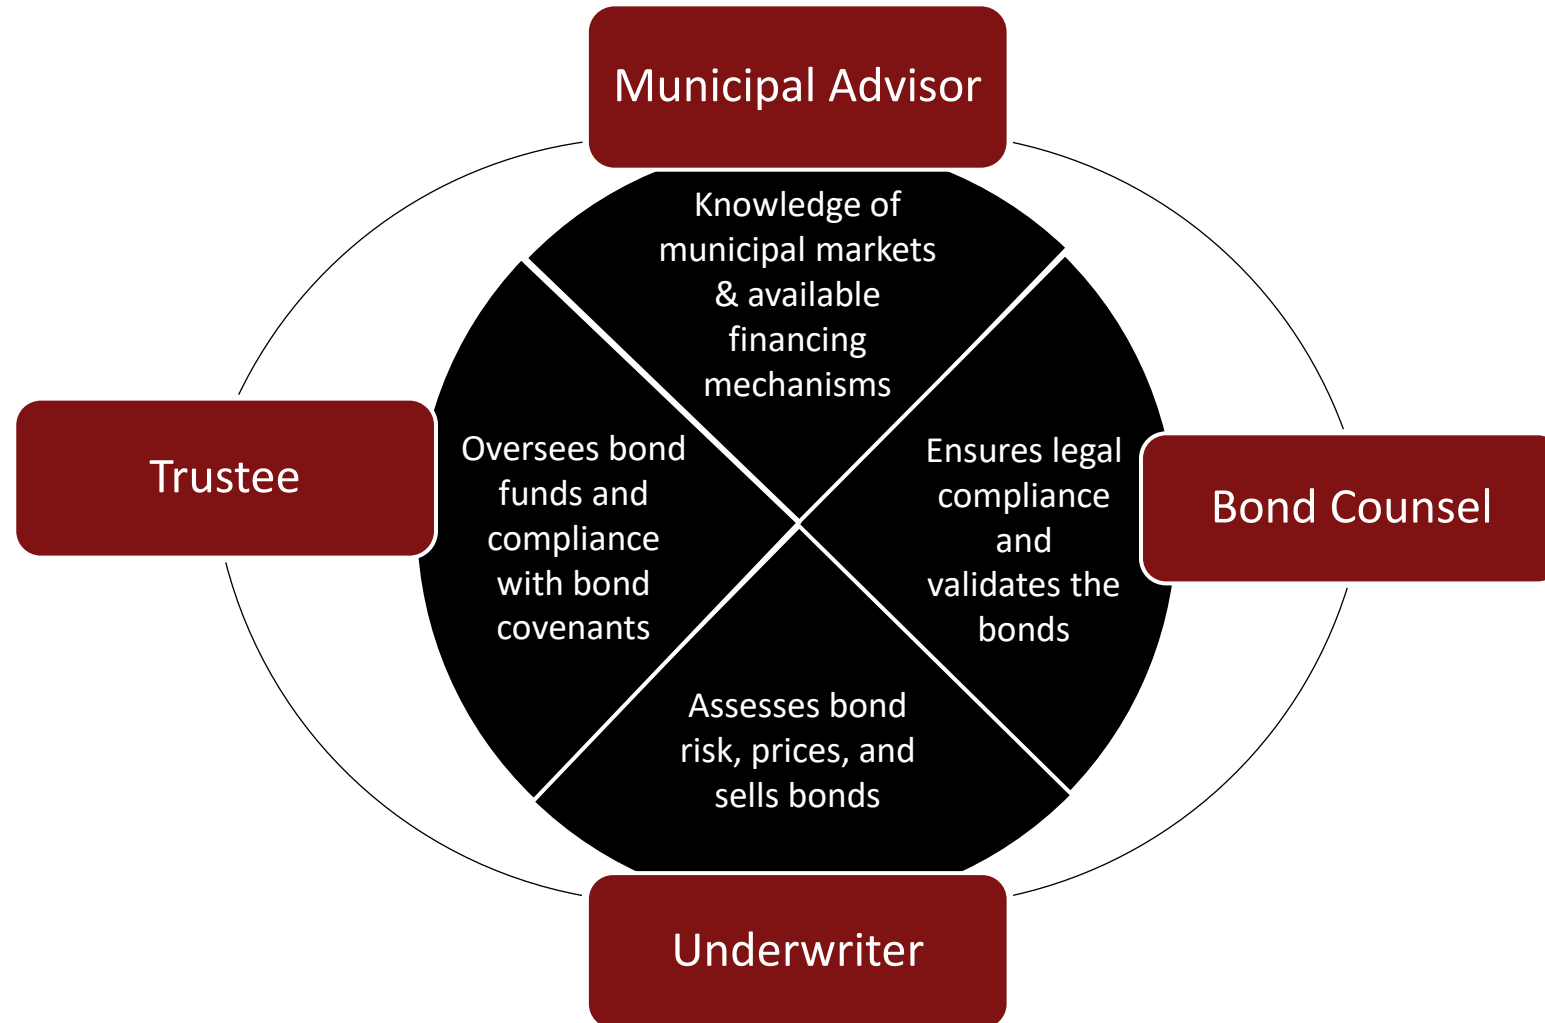 Municipal Advisor
Knowledge of
municipal markets
& available
financing
mechanisms
Trustee
Oversees bond
funds and
compliance
with bond
covenants
Ensures legal
compliance
and
validates the
bonds
Bond Counsel
Assesses bond
risk, prices, and
sells bonds
Underwriter